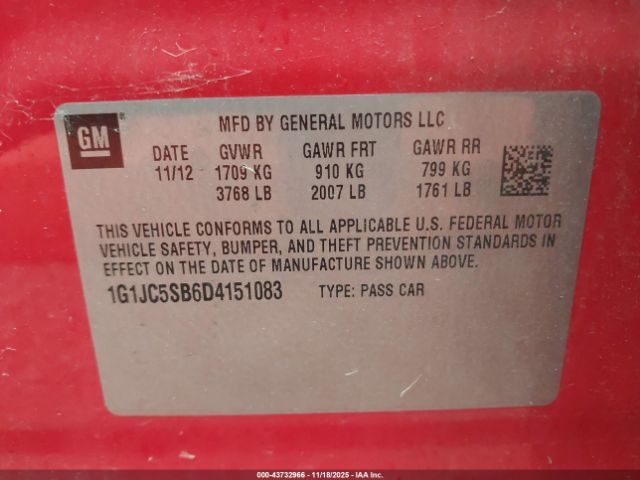 GM
MFD BY GENERAL MOTORS LLC
DATE GVWR GAWR FRT GAWR RR
11/12 1709 KG 910 KG 799 KG
3768 LB 2007 LB 1761 LB
THIS VEHICLE CONFORMS TO ALL APPLICABLE U.S. FEDERAL MOTOR
VEHICLE SAFETY, BUMPER, AND THEFT PREVENTION STANDARDS IN
EFFECT ON THE DATE OF MANUFACTURE SHOWN ABOVE.
1G1JC5SB6D4151083 TYPE: PASS CAR
000-43732966 - 11/18/2025 - IAA Inc.